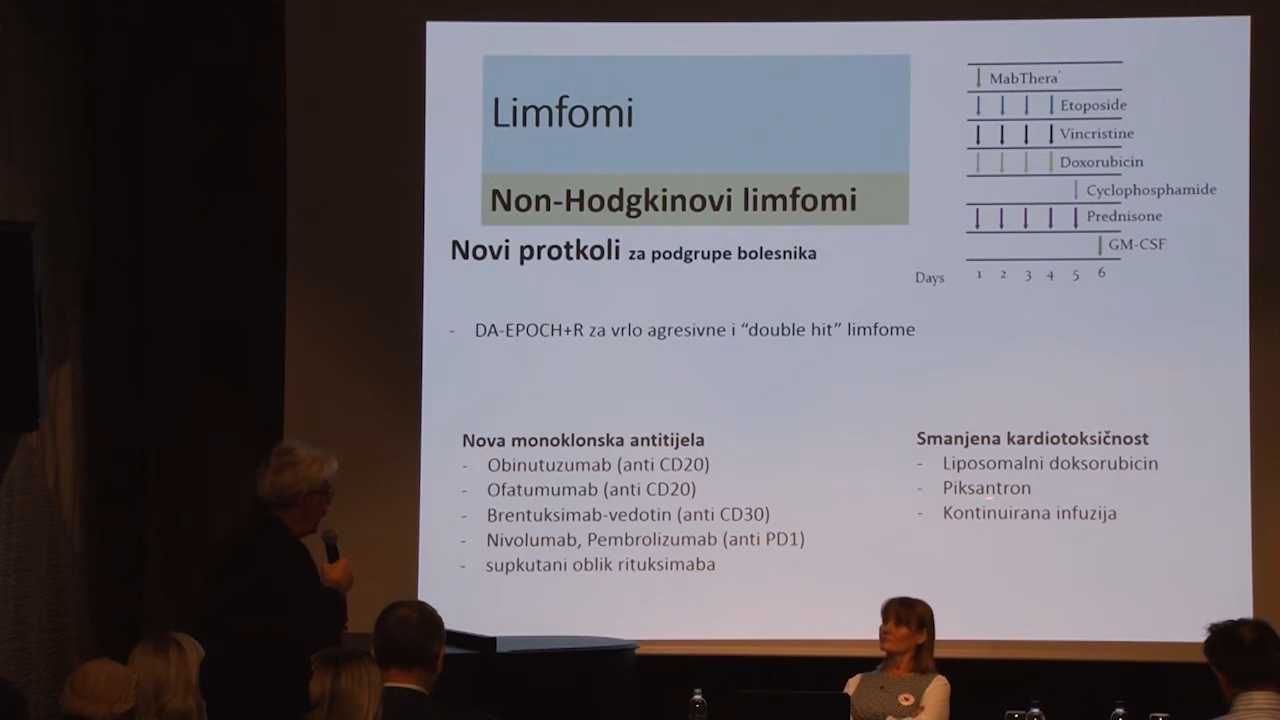 Limfomi
Non-Hodgkinovi limfomi
Novi protkoli za podgrupe bolesnika
MabThera
Etoposide
Vincristine
Doxorubicin
Cyclophosphamide
Prednisone
GM-CSF
Days 1 2 3 4 5 6
- DA-EPOCH+R za vrlo agresivne i “double hit” limfome
Nova monoklonska antitijela
- Obinutuzumab (anti CD20)
- Ofatumumab (anti CD20)
- Brentuksimab-vedotin (anti CD30)
- Nivolumab, Pembrolizumab (anti PD1)
- supkutani oblik rituksimaba
Smanjena kardiotoksičnost
- Liposomalni doksorubicin
- Piksantron
- Kontinuirana infuzija